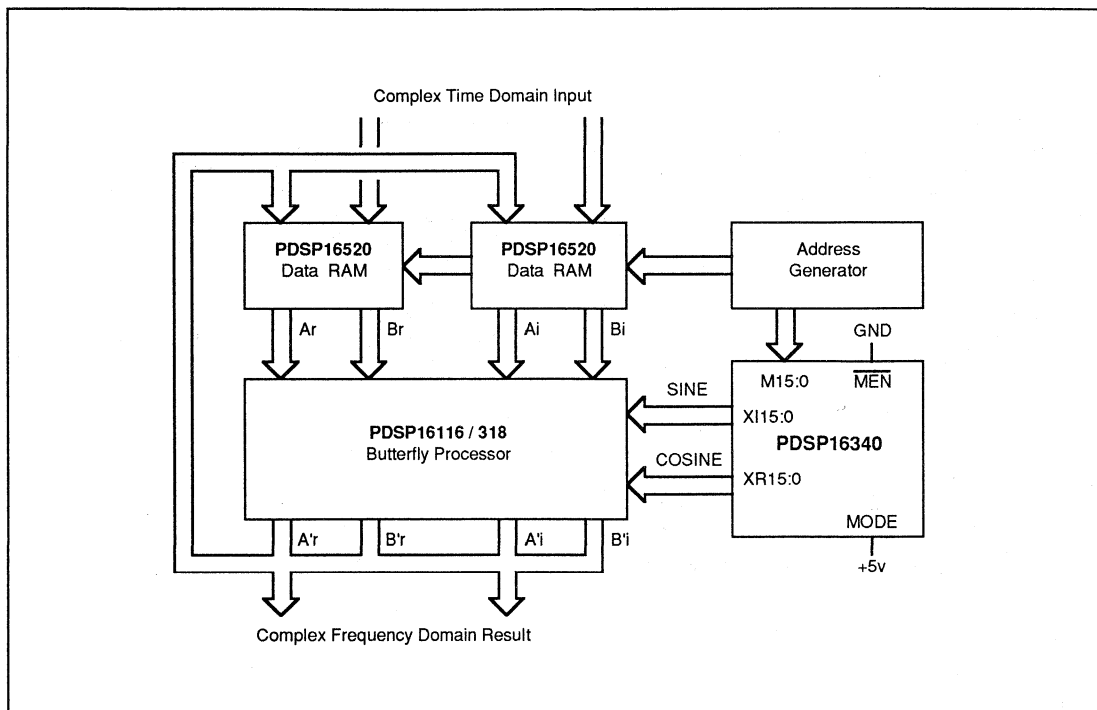 Complex Time Domain Input
PDSP16520
Data RAM
PDSP16520
Data RAM
Address
Generator
Ar
Br
Ai
Bi
GND
M15:0
MEN
SINE
XI15:0
PDSP16116 / 318
Butterfly Processor
PDSP16340
COSINE
XR15:0
MODE
A'r
B'r
A'i
B'i
+5v
Complex Frequency Domain Result